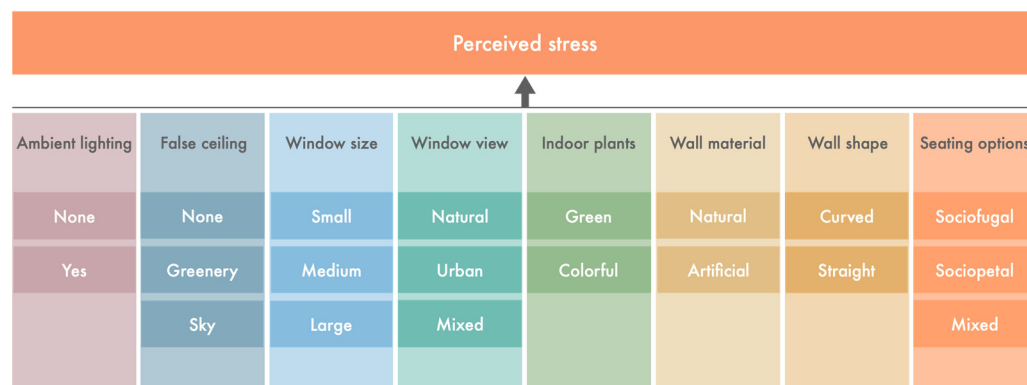 Perceived stress
Ambient lighting
False ceiling
Window size
Window view
Indoor plants
Wall material
Wall shape
Seating options
None
None
Small
Natural
Green
Natural
Curved
Sociofugal
Yes
Greenery
Medium
Urban
Colorful
Artificial
Straight
Sociopetal
Sky
Large
Mixed
Mixed